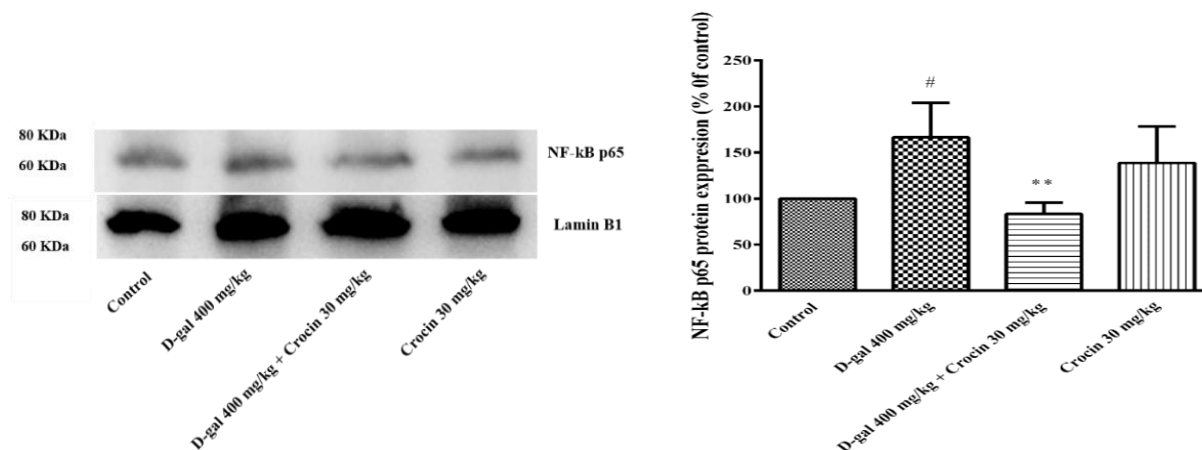 80 KDa
60 KDa
NF-kB p65
80 KDa
60 KDa
Lamin B1
Control
D-gal 400 mg/kg
D-gal 400 mg/kg + Crocin 30 mg/kg
Crocin 30 mg/kg
NF-kB p65 protein exppresion (% 0f control)
250
200
150
100
50
0
#
**
Control
D-gal 400 mg/kg
D-gal 400 mg/kg + Crocin 30 mg/kg
Crocin 30 mg/kg